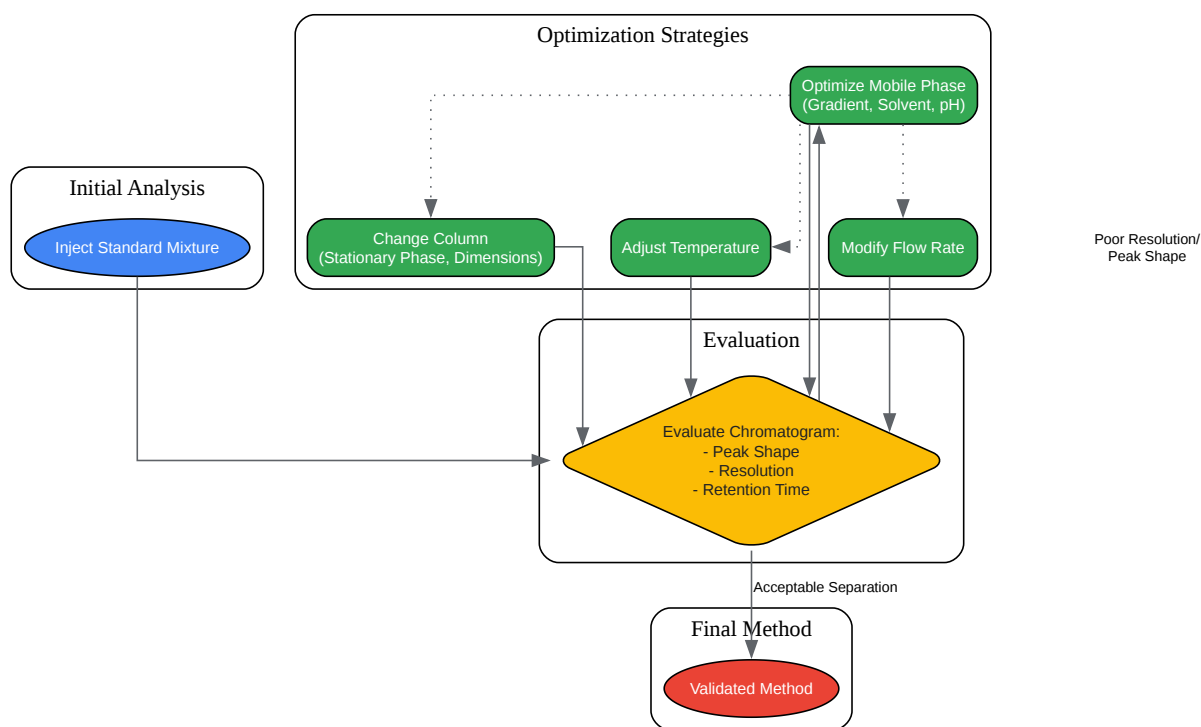 Optimization Strategies
Optimize Mobile Phase
(Gradient, Solvent, pH)
Initial Analysis
Inject Standard Mixture
Change Column
(Stationary Phase, Dimensions)
Adjust Temperature
Modify Flow Rate
Poor Resolution/
Peak Shape
Evaluation
Evaluate Chromatogram:
- Peak Shape
- Resolution
- Retention Time
Acceptable Separation
Final Method
Validated Method